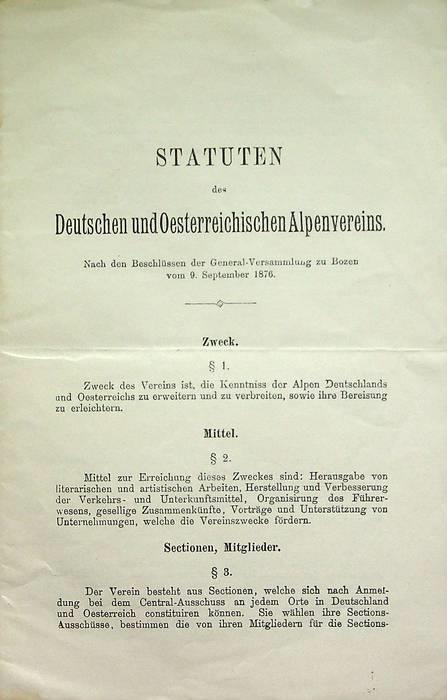 STATUTEN
des
Deutschen und Oesterreichischen Alpenvereins.
Nach den Beschlüssen der General-Versammlung zu Bozen
vom 9. September 1876.
Zweck.
§ 1.
Zweck des Vereins ist, die Kenntniss der Alpen Deutschlands
und Oesterreichs zu erweitern und zu verbreiten, sowie ihre Bereisung
zu erleichtern.
Mittel.
§ 2.
Mittel zur Erreichung dieses Zweckes sind: Herausgabe von
literarischen und artistischen Arbeiten, Herstellung und Verbesserung
der Verkehrs- und Unterkunftsmittel, Organisirung des Führer-
wesens, gesellige Zusammenkünfte, Vorträge und Unterstützung von
Unternehmungen, welche die Vereinszwecke fördern.
Sectionen, Mitglieder.
§ 3.
Der Verein besteht aus Sectionen, welche sich nach Anmel-
dung bei dem Central-Ausschuss an jedem Orte in Deutschland
und Oesterreich constituiren können. Sie wählen ihre Sections-
Ausschüsse, bestimmen die von ihren Mitgliedern für die Sections-